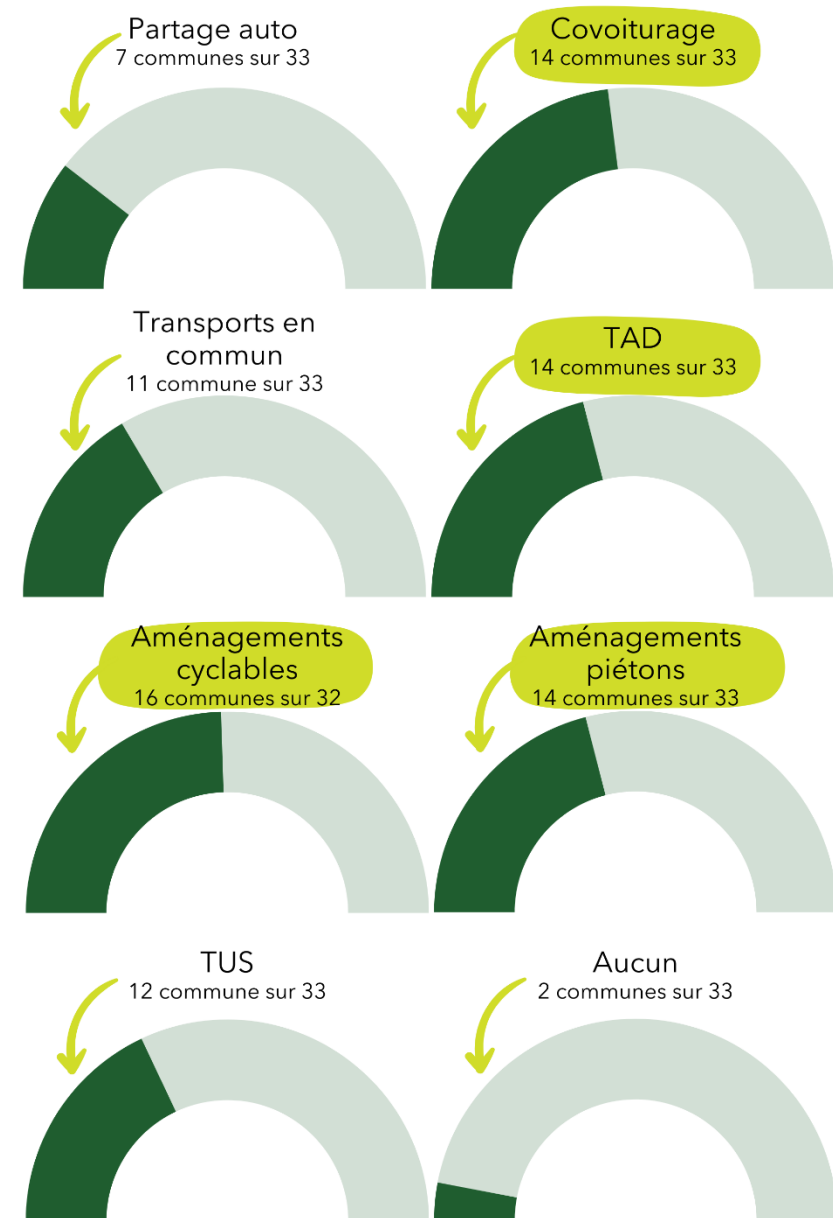 Partage auto
7 communes sur 33
Covoiturage
14 communes sur 33
Transports en
commun
11 commune sur 33
TAD
14 communes sur 33
Aménagements
cyclables
16 communes sur 32
Aménagements
piétons
14 communes sur 33
TUS
12 commune sur 33
Aucun
2 communes sur 33